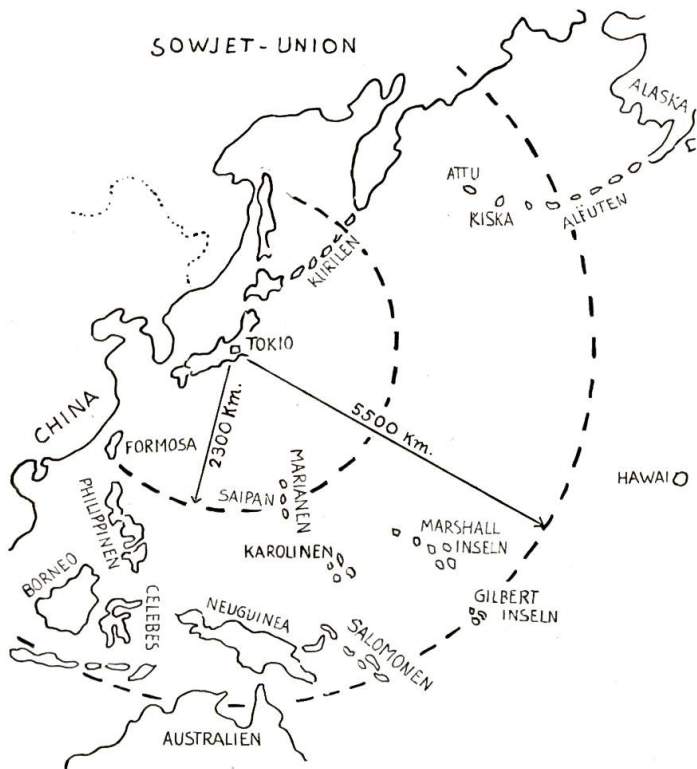 SOWJET-UNION
ALASKA
ATTU
KISKA
ALËUTEN
KURILEN
TOKIO
CHINA
2300 Km.
5500 Km.
FORMOSA
MARIANEN
SAIPAN
HAWAI
PHILIPPINEN
MARSHALL
INSELN
KAROLINEN
BORNEO
CELEBES
NEUGUINEA
GILBERT
INSELN
SALOMONEN
AUSTRALIEN